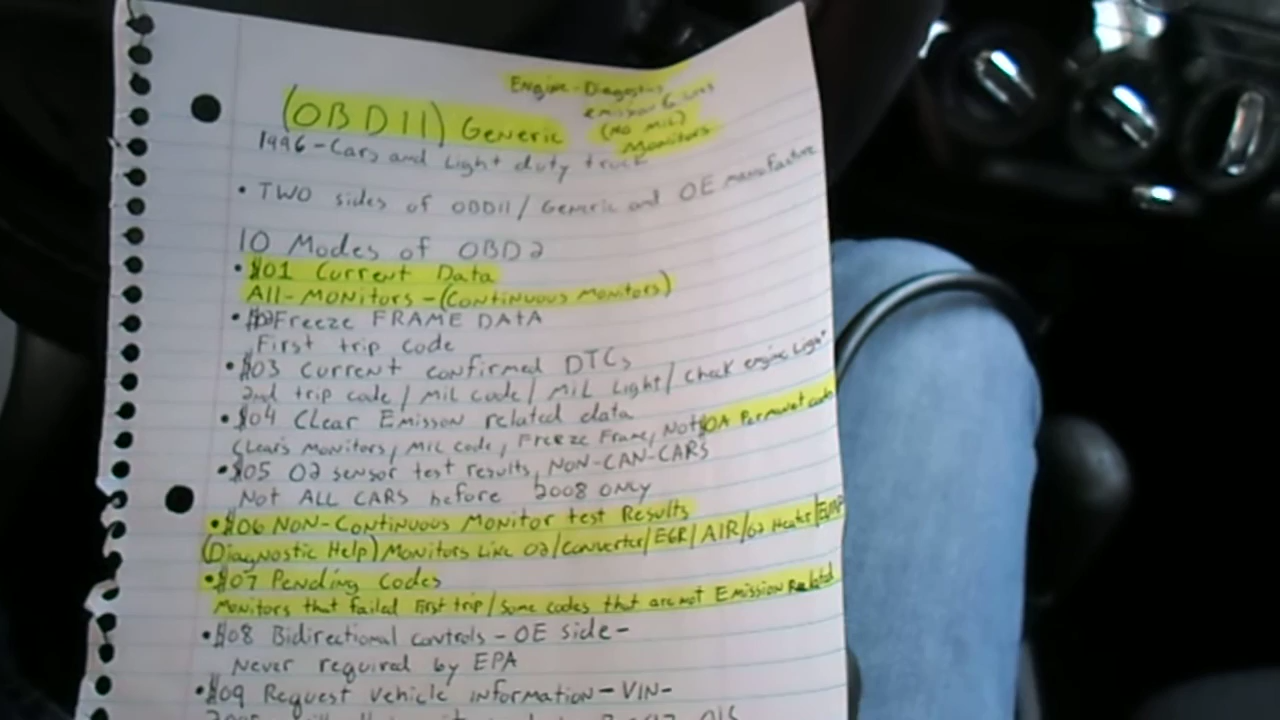 Engine-Diagostics
emission & cars
(OBDII) Generic (NO MIL)
Monitors
1996-Cars and Light duty truck
• TWO sides of OBDII/ Generic and OE manufacture
10 Modes of OBD2
• $01 Current Data
All-MONITORS-(CONTINUOUS MONITORS)
• $02 Freeze FRAME DATA
First trip code
• $03 Current confirmed DTCs
2nd trip code/ MIL code/ MIL Light/ Check engine Light
• $04 Clear Emisson related data
Clears Monitors, MIL code, Freeze Frame, Not $0A Permanet codes
• $05 O2 sensor test results, NON-CAN-CARS
Not ALL CARS before 2008 ONLY
• $06 NON-Continuous Monitor test Results
(Diagnostic Help) Monitors Like O2/Converter/EGR/AIR/O2 Heater/EVAP
• $07 Pending Codes
Monitors that failed First trip/some codes that are not Emission Related
• $08 Bidirectional controls - OE side -
Never required by EPA
• $09 Request vehicle information - VIN -